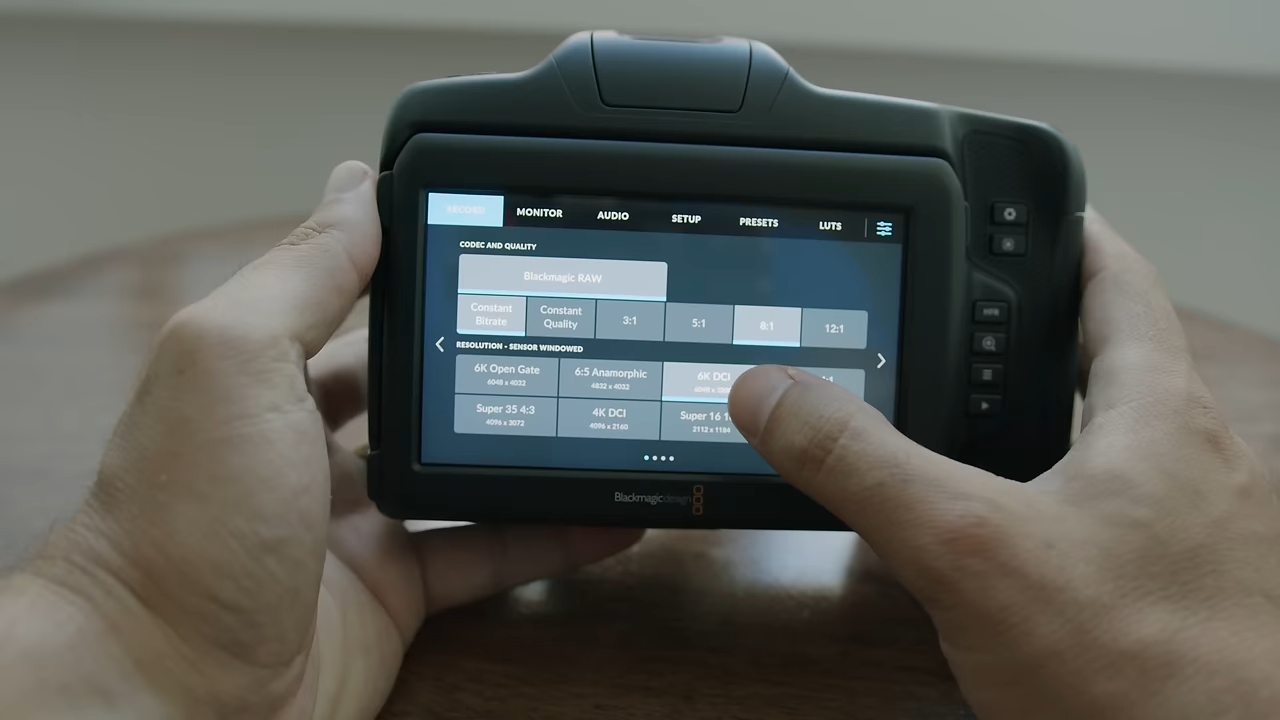 RECORD MONITOR AUDIO SETUP PRESETS LUTS
CODEC AND QUALITY
Blackmagic RAW
Constant Bitrate Constant Quality 3:1 5:1 8:1 12:1
RESOLUTION - SENSOR WINDOWED
6K Open Gate 6:5 Anamorphic 6K DCI
6048 x 4032 4832 x 4032
Super 35 4:3 4K DCI Super 16
4096 x 3072 4096 x 2160 2112 x 1184
Blackmagicdesign
HFR